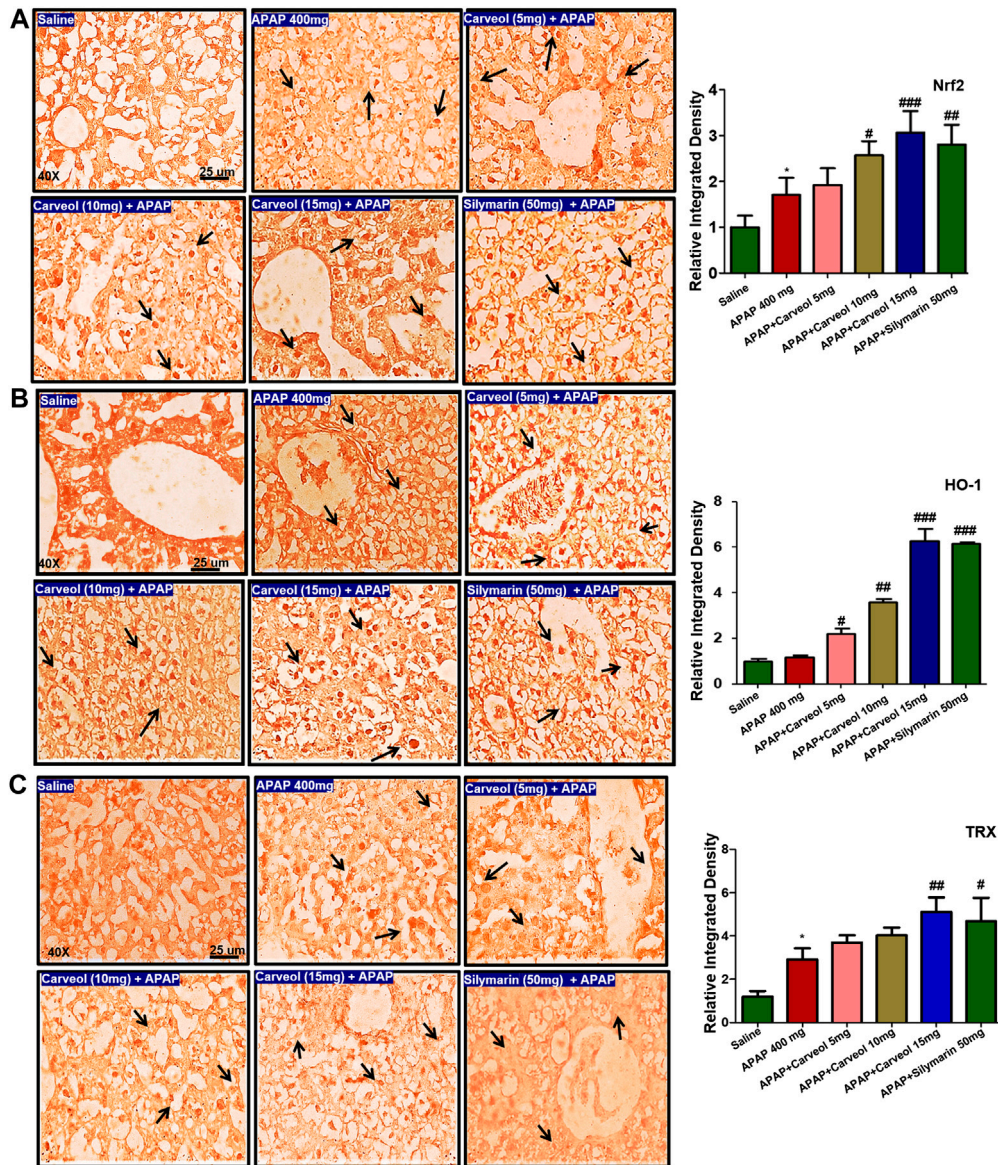 A
Saline
APAP 400mg
Carveol (5mg) + APAP
40X
25 um
Carveol (10mg) + APAP
Carveol (15mg) + APAP
Silymarin (50mg) + APAP
Nrf2
Relative Integrated Density
4
3
2
1
0
*
#
###
##
Saline
APAP 400 mg
APAP+Carveol 5mg
APAP+Carveol 10mg
APAP+Carveol 15mg
APAP+Silymarin 50mg
B
Saline
APAP 400mg
Carveol (5mg) + APAP
40X
25 um
Carveol (10mg) + APAP
Carveol (15mg) + APAP
Silymarin (50mg) + APAP
HO-1
Relative Integrated Density
8
6
4
2
0
#
##
###
###
Saline
APAP 400 mg
APAP+Carveol 5mg
APAP+Carveol 10mg
APAP+Carveol 15mg
APAP+Silymarin 50mg
C
Saline
APAP 400mg
Carveol (5mg) + APAP
40X
25 um
Carveol (10mg) + APAP
Carveol (15mg) + APAP
Silymarin (50mg) + APAP
TRX
Relative Integrated Density
8
6
4
2
0
*
##
#
Saline
APAP 400 mg
APAP+Carveol 5mg
APAP+Carveol 10mg
APAP+Carveol 15mg
APAP+Silymarin 50mg